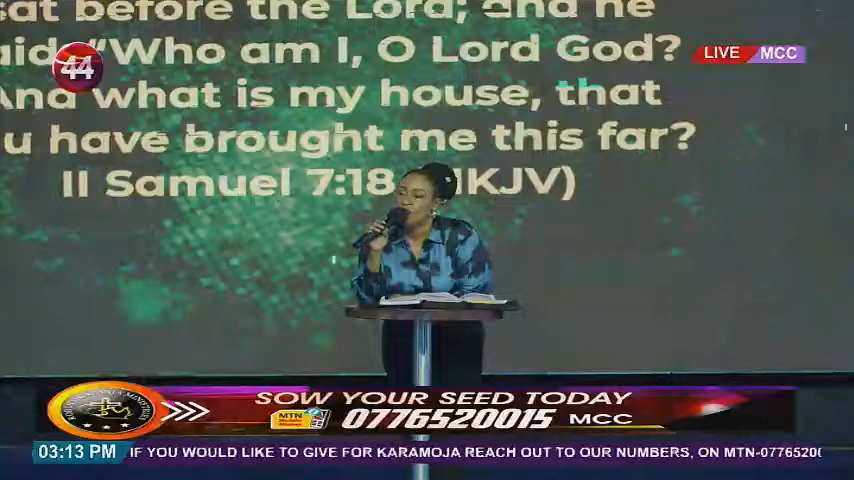 sat before the Lord; and he
aid: "Who am I, O Lord God?
And what is my house, that
u have brought me this far?
II Samuel 7:18 NKJV)
44
LIVE MCC
SOW YOUR SEED TODAY
MTN 0776520015 MCC
03:13 PM IF YOU WOULD LIKE TO GIVE FOR KARAMOJA REACH OUT TO OUR NUMBERS, ON MTN-07765200